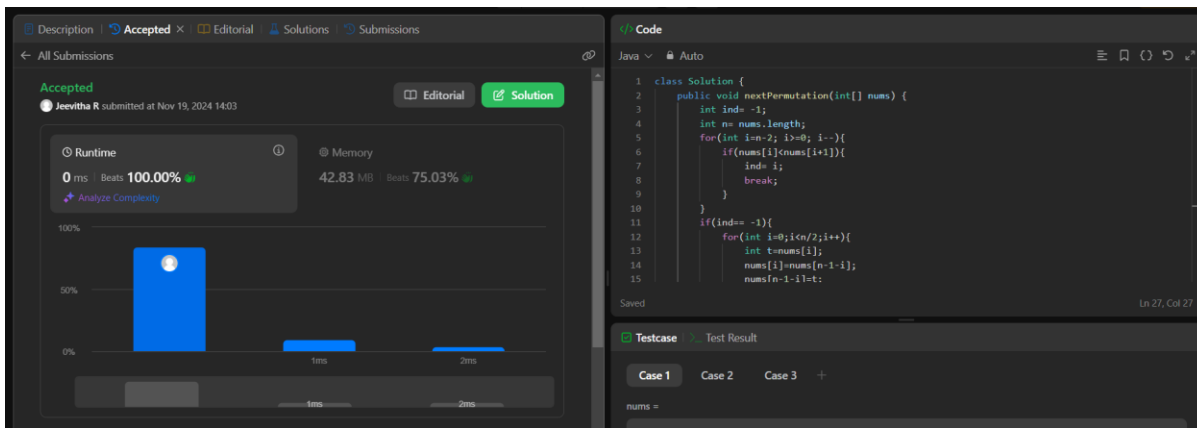 Description | Accepted × | Editorial | Solutions | Submissions
← All Submissions
Accepted
Jeevitha R submitted at Nov 19, 2024 14:03
Editorial
Solution
Runtime
0 ms | Beats 100.00%
Analyze Complexity
Memory
42.83 MB | Beats 75.03%
100%
50%
0%
1ms
2ms
1ms
2ms
</> Code
Java
Auto
1 class Solution {
2 public void nextPermutation(int[] nums) {
3 int ind= -1;
4 int n= nums.length;
5 for(int i=n-2; i>=0; i--){
6 if(nums[i]<nums[i+1]){
7 ind= i;
8 break;
9 }
10 }
11 if(ind== -1){
12 for(int i=0;i<n/2;i++){
13 int t=nums[i];
14 nums[i]=nums[n-1-i];
15 nums[n-1-i]=t;
Saved
Ln 27, Col 27
Testcase | >_ Test Result
Case 1 Case 2 Case 3 +
nums =